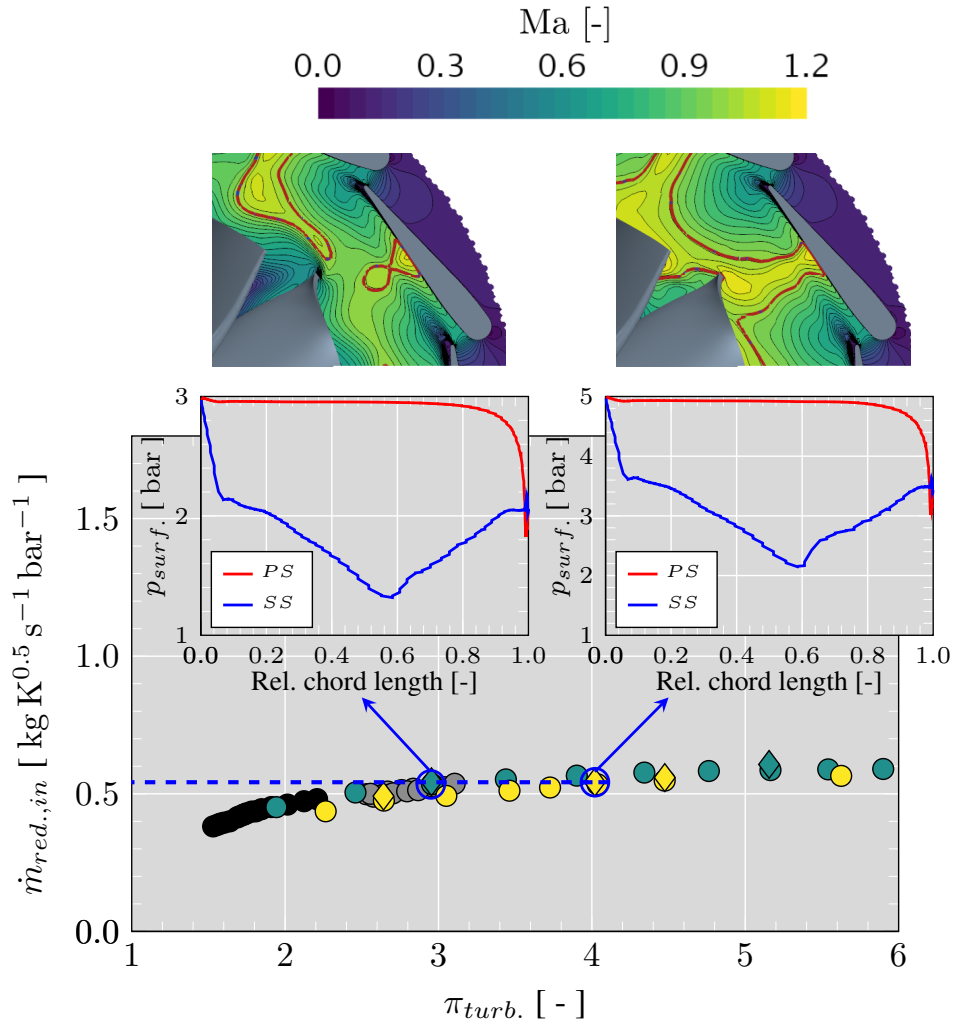 Ma [-]
0.0 0.3 0.6 0.9 1.2
3
2
1
p_surf. [ bar ]
PS
SS
0.0 0.2 0.4 0.6 0.8 1.0
Rel. chord length [-]
5
4
3
2
1
p_surf. [ bar ]
PS
SS
0.0 0.2 0.4 0.6 0.8 1.0
Rel. chord length [-]
1.5
1.0
0.5
0.0
ṁ_red.,in [ kg K^0.5 s^−1 bar^−1 ]
1 2 3 4 5 6
π_turb. [ - ]